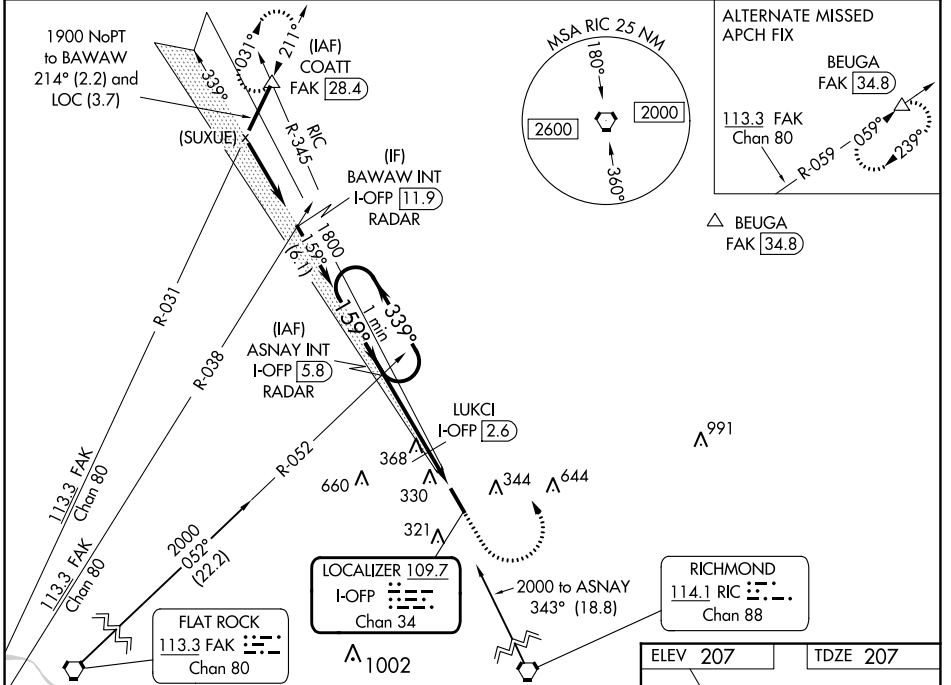 1900 NoPT
to BAWAW
214° (2.2) and
LOC (3.7)
339°
031°
211°
(IAF)
COATT
FAK 28.4
(SUXUE)
RIC
R-345
(IF)
BAWAW INT
I-OFP 11.9
RADAR
1800
159°
(6.1)
159°
1 min
339°
(IAF)
ASNAY INT
I-OFP 5.8
RADAR
R-031
R-038
R-052
LUKCI
I-OFP 2.6
368
330
660
321
344
644
991
1002
113.3 FAK
Chan 80
113.3 FAK
Chan 80
2000
052°
(22.2)
FLAT ROCK
113.3 FAK
Chan 80
LOCALIZER 109.7
I-OFP
Chan 34
2000 to ASNAY
343° (18.8)
RICHMOND
114.1 RIC
Chan 88
MSA RIC 25 NM
180°
2600
2000
360°
ALTERNATE MISSED
APCH FIX
BEUGA
FAK 34.8
113.3 FAK
Chan 80
R-059
059°
239°
BEUGA
FAK 34.8
ELEV 207
TDZE 207